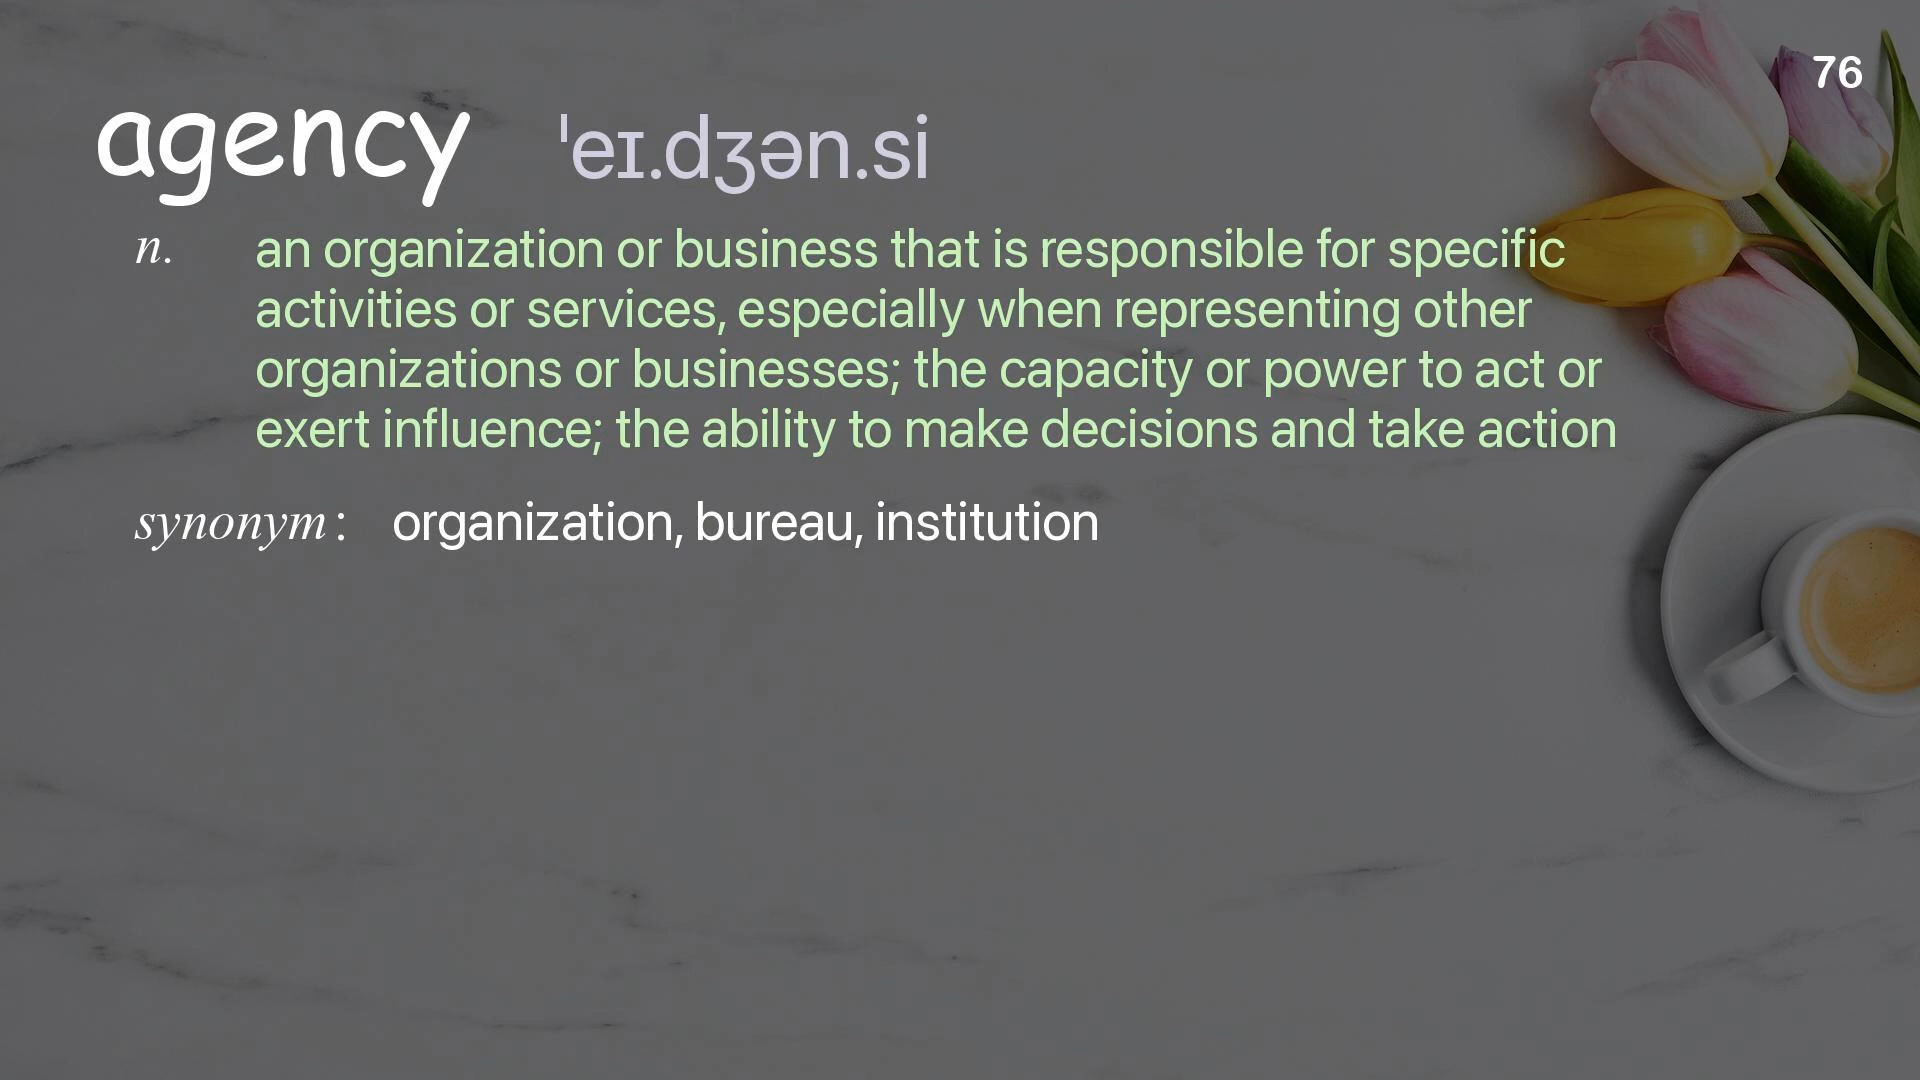 76
agency ˈeɪ.dʒən.si
n. an organization or business that is responsible for specific
activities or services, especially when representing other
organizations or businesses; the capacity or power to act or
exert influence; the ability to make decisions and take action
synonym : organization, bureau, institution